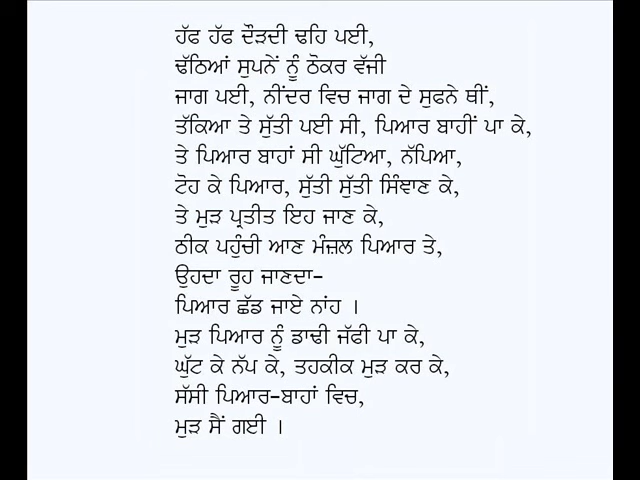 ਹੱਫ ਹੱਫ ਦੌੜਦੀ ਢਹਿ ਪਈ,
ਢੱਠਿਆਂ ਸੁਪਨੇਂ ਨੂੰ ਠੋਕਰ ਵੱਜੀ
ਜਾਗ ਪਈ, ਨੀਂਦਰ ਵਿਚ ਜਾਗ ਦੇ ਸੁਫਨੇ ਥੀਂ,
ਤੱਕਿਆ ਤੇ ਸੁੱਤੀ ਪਈ ਸੀ, ਪਿਆਰ ਬਾਹੀਂ ਪਾ ਕੇ,
ਤੇ ਪਿਆਰ ਬਾਹਾਂ ਸੀ ਘੁੱਟਿਆ, ਨੱਪਿਆ,
ਟੋਹ ਕੇ ਪਿਆਰ, ਸੁੱਤੀ ਸੁੱਤੀ ਸਿੰਞਾਣ ਕੇ,
ਤੇ ਮੁੜ ਪ੍ਰਤੀਤ ਇਹ ਜਾਣ ਕੇ,
ਠੀਕ ਪਹੁੰਚੀ ਆਣ ਮੰਜ਼ਲ ਪਿਆਰ ਤੇ,
ਉਹਦਾ ਰੂਹ ਜਾਣਦਾ-
ਪਿਆਰ ਛੱਡ ਜਾਏ ਨਾਂਹ ।
ਮੁੜ ਪਿਆਰ ਨੂੰ ਡਾਢੀ ਜੱਫੀ ਪਾ ਕੇ,
ਘੁੱਟ ਕੇ ਨੱਪ ਕੇ, ਤਹਕੀਕ ਮੁੜ ਕਰ ਕੇ,
ਸੱਸੀ ਪਿਆਰ-ਬਾਹਾਂ ਵਿਚ,
ਮੁੜ ਸੈਂ ਗਈ ।